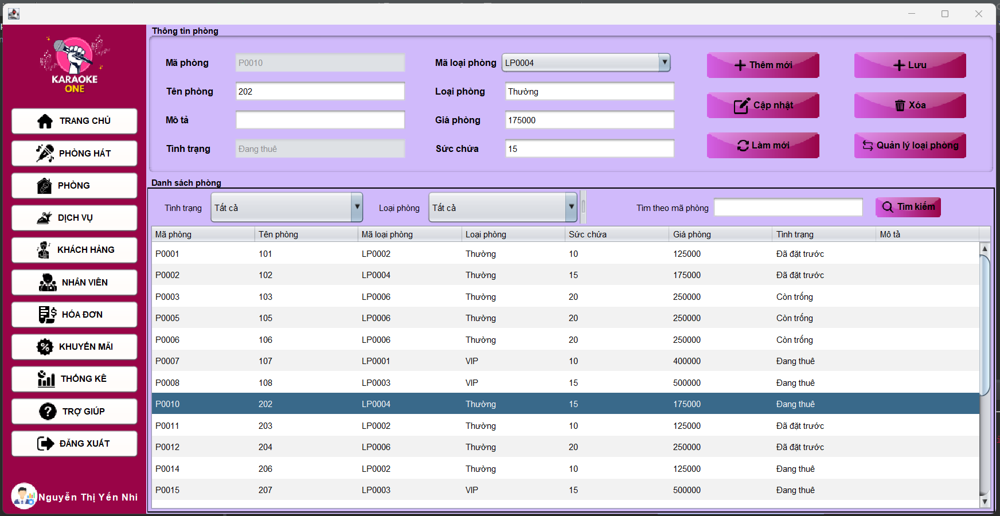 KARAOKE
ONE
TRANG CHỦ
PHÒNG HÁT
PHÒNG
DỊCH VỤ
KHÁCH HÀNG
NHÂN VIÊN
HÓA ĐƠN
KHUYẾN MÃI
THỐNG KÊ
TRỢ GIÚP
ĐĂNG XUẤT
Nguyễn Thị Yến Nhi
Thông tin phòng
Mã phòng P0010 Mã loại phòng LP0004 Thêm mới Lưu
Tên phòng 202 Loại phòng Thường Cập nhật Xóa
Mô tả Giá phòng 175000
Tình trạng Đang thuê Sức chứa 15 Làm mới Quản lý loại phòng
Danh sách phòng
Tình trạng Tất cả Loại phòng Tất cả Tìm theo mã phòng Tìm kiếm
Mã phòng Tên phòng Mã loại phòng Loại phòng Sức chứa Giá phòng Tình trạng Mô tả
P0001 101 LP0002 Thường 10 125000 Đã đặt trước
P0002 102 LP0004 Thường 15 175000 Đã đặt trước
P0003 103 LP0006 Thường 20 250000 Còn trống
P0005 105 LP0006 Thường 20 250000 Còn trống
P0006 106 LP0006 Thường 20 250000 Còn trống
P0007 107 LP0001 VIP 10 400000 Đang thuê
P0008 108 LP0003 VIP 15 500000 Đang thuê
P0010 202 LP0004 Thường 15 175000 Đang thuê
P0011 203 LP0002 Thường 10 125000 Đã đặt trước
P0012 204 LP0006 Thường 20 250000 Đã đặt trước
P0014 206 LP0002 Thường 10 125000 Đang thuê
P0015 207 LP0003 VIP 15 500000 Đang thuê